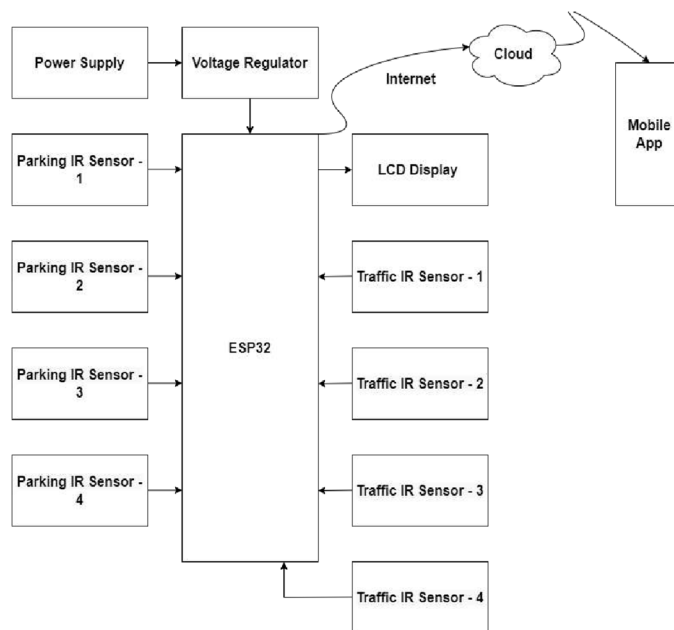 Power Supply
Voltage Regulator
Cloud
Internet
Mobile
App
Parking IR Sensor -
1
LCD Display
Parking IR Sensor -
2
Traffic IR Sensor - 1
ESP32
Parking IR Sensor -
3
Traffic IR Sensor - 2
Parking IR Sensor -
4
Traffic IR Sensor - 3
Traffic IR Sensor - 4